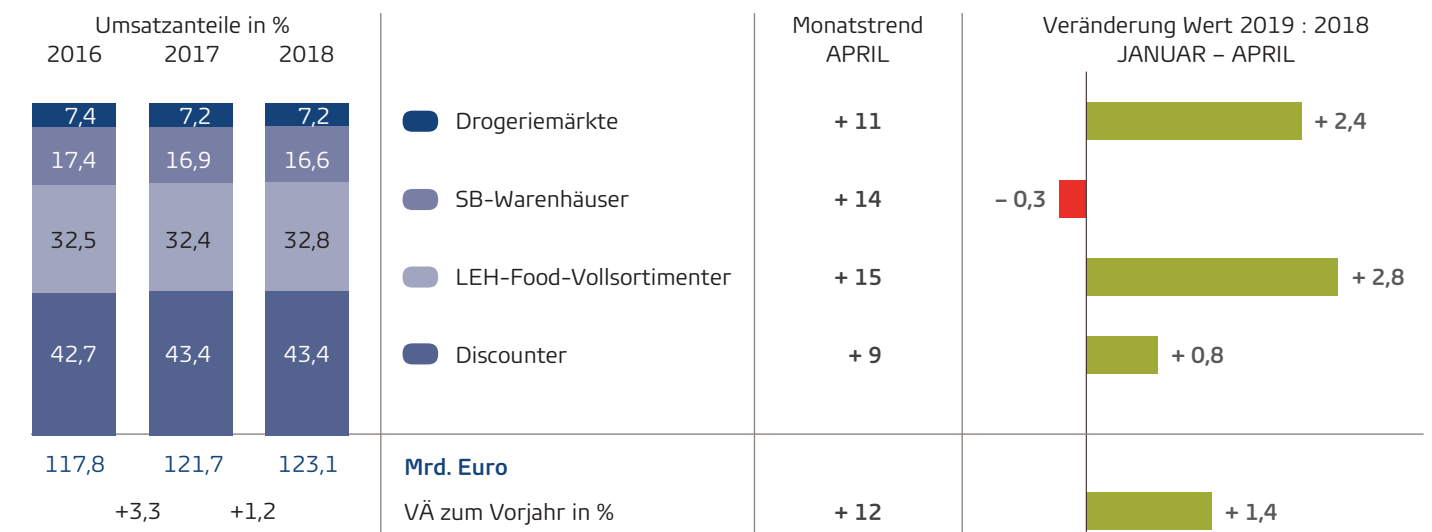 Umsatzanteile in %
2016 2017 2018
Monatstrend
APRIL
Veränderung Wert 2019 : 2018
JANUAR – APRIL
7,4 7,2 7,2 Drogeriemärkte + 11 + 2,4
17,4 16,9 16,6 SB-Warenhäuser + 14 – 0,3
32,5 32,4 32,8 LEH-Food-Vollsortimenter + 15 + 2,8
42,7 43,4 43,4 Discounter + 9 + 0,8
117,8 121,7 123,1 Mrd. Euro
+3,3 +1,2 VÄ zum Vorjahr in % + 12 + 1,4